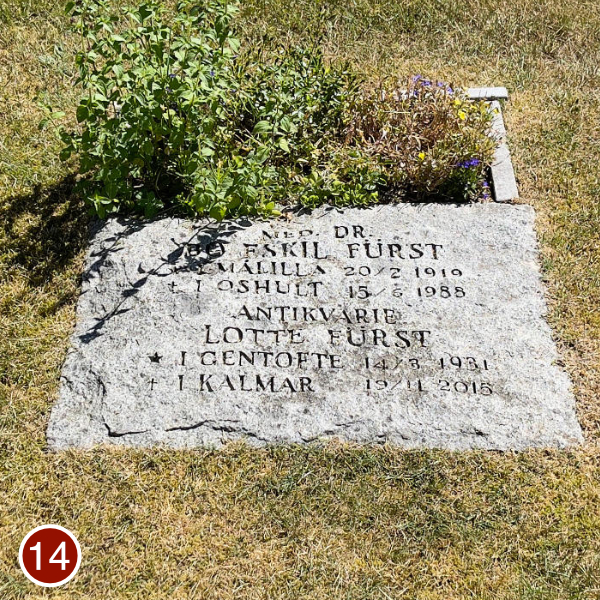 MED. DR.
BO ESKIL FÜRST
I MÅLILLA 20/2 1919
+ I OSHULT 15/6 1988
ANTIKVARIE
LOTTE FÜRST
★ I GENTOFTE 14/3 1931
+ I KALMAR 19/11 2015
14